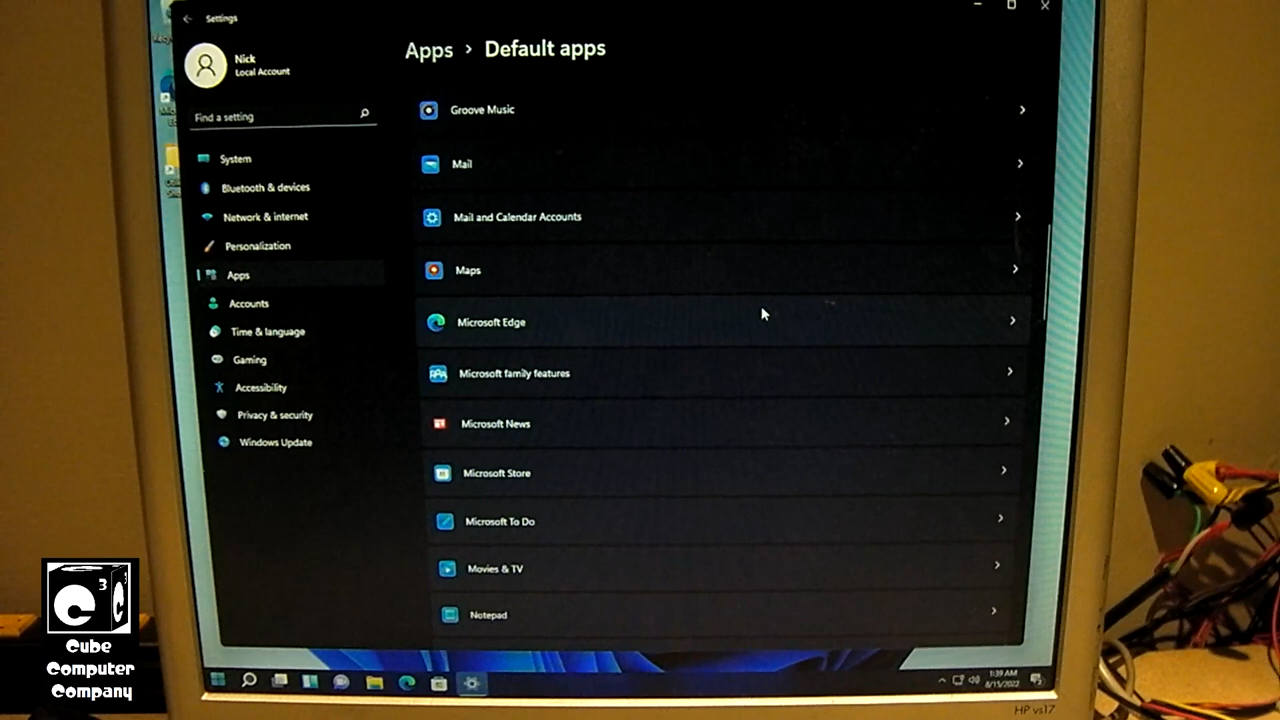 Settings
Nick
Local Account
Find a setting
System
Bluetooth & devices
Network & internet
Personalization
Apps
Accounts
Time & language
Gaming
Accessibility
Privacy & security
Windows Update
Apps > Default apps
Groove Music
Mail
Mail and Calendar Accounts
Maps
Microsoft Edge
Microsoft family features
Microsoft News
Microsoft Store
Microsoft To Do
Movies & TV
Notepad
1:39 AM
8/15/2022
HP vs17
C 3 C
Cube
Computer
Company